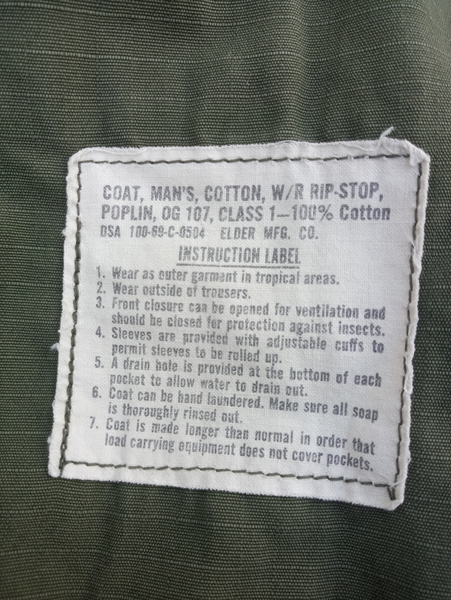 COAT, MAN'S, COTTON, W/R RIP-STOP,
POPLIN, OG 107, CLASS 1—100% Cotton
DSA 100-69-C-0504 ELDER MFG. CO.
INSTRUCTION LABEL
1. Wear as outer garment in tropical areas.
2. Wear outside of trousers.
3. Front closure can be opened for ventilation and
should be closed for protection against insects.
4. Sleeves are provided with adjustable cuffs to
permit sleeves to be rolled up.
5. A drain hole is provided at the bottom of each
pocket to allow water to drain out.
6. Coat can be hand laundered. Make sure all soap
is thoroughly rinsed out.
7. Coat is made longer than normal in order that
load carrying equipment does not cover pockets.